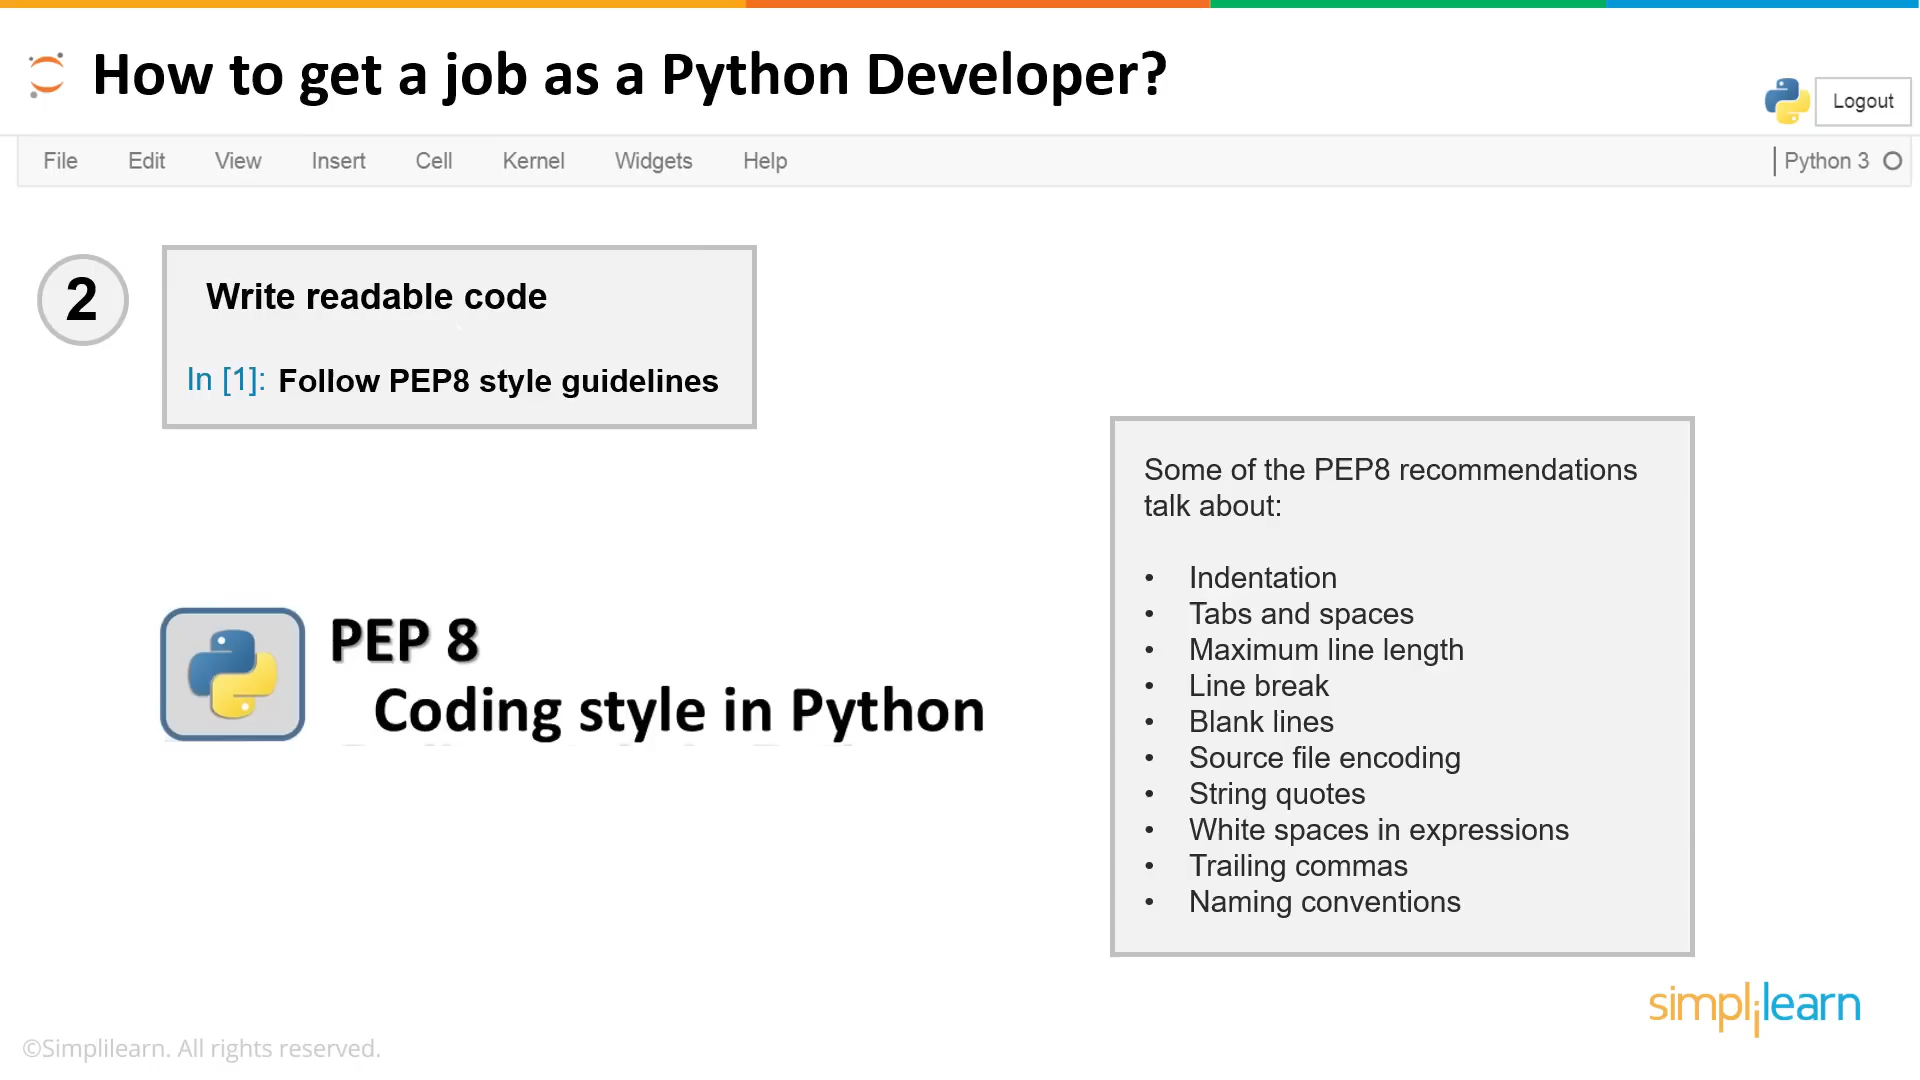 How to get a job as a Python Developer?
Logout
File Edit View Insert Cell Kernel Widgets Help
Python 3
2
Write readable code
In [1]: Follow PEP8 style guidelines
PEP 8
Coding style in Python
Some of the PEP8 recommendations
talk about:
• Indentation
• Tabs and spaces
• Maximum line length
• Line break
• Blank lines
• Source file encoding
• String quotes
• White spaces in expressions
• Trailing commas
• Naming conventions
simplilearn
©Simplilearn. All rights reserved.